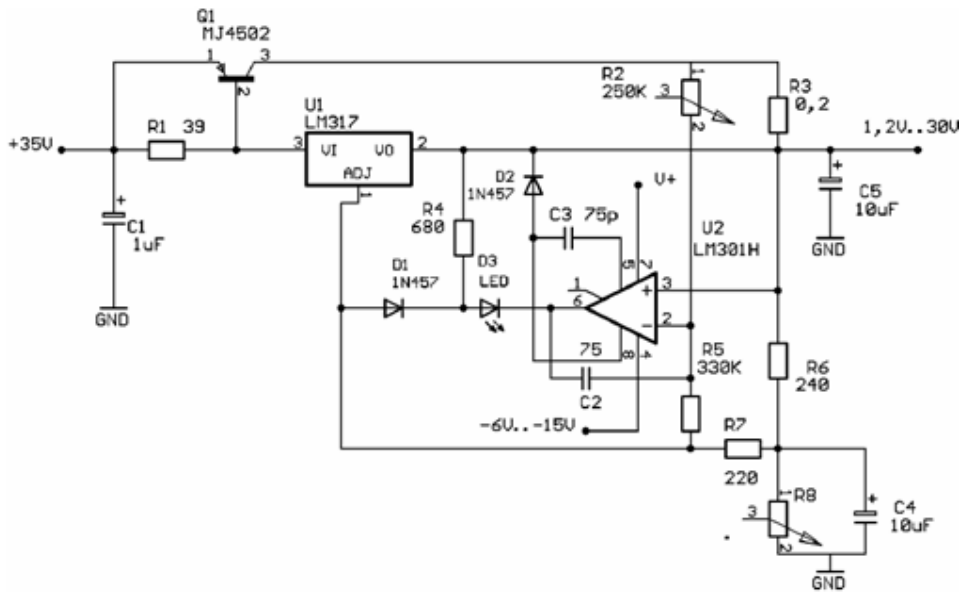 Q1
MJ4502
1
3
2
R2
250K
1
3
2
R3
0,2
U1
LM317
R1 39
+35V
3
VI
VO
2
ADJ
1
1,2V..30V
D2
1N457
V+
C5
10uF
+
GND
+
C1
1uF
R4
680
C3
75p
U2
LM301H
D1
1N457
D3
LED
5
7
1
6
+
3
-
2
8
4
75
C2
R5
330K
R6
240
GND
-6V..-15V
R7
220
1
R8
3
2
+
C4
10uF
GND